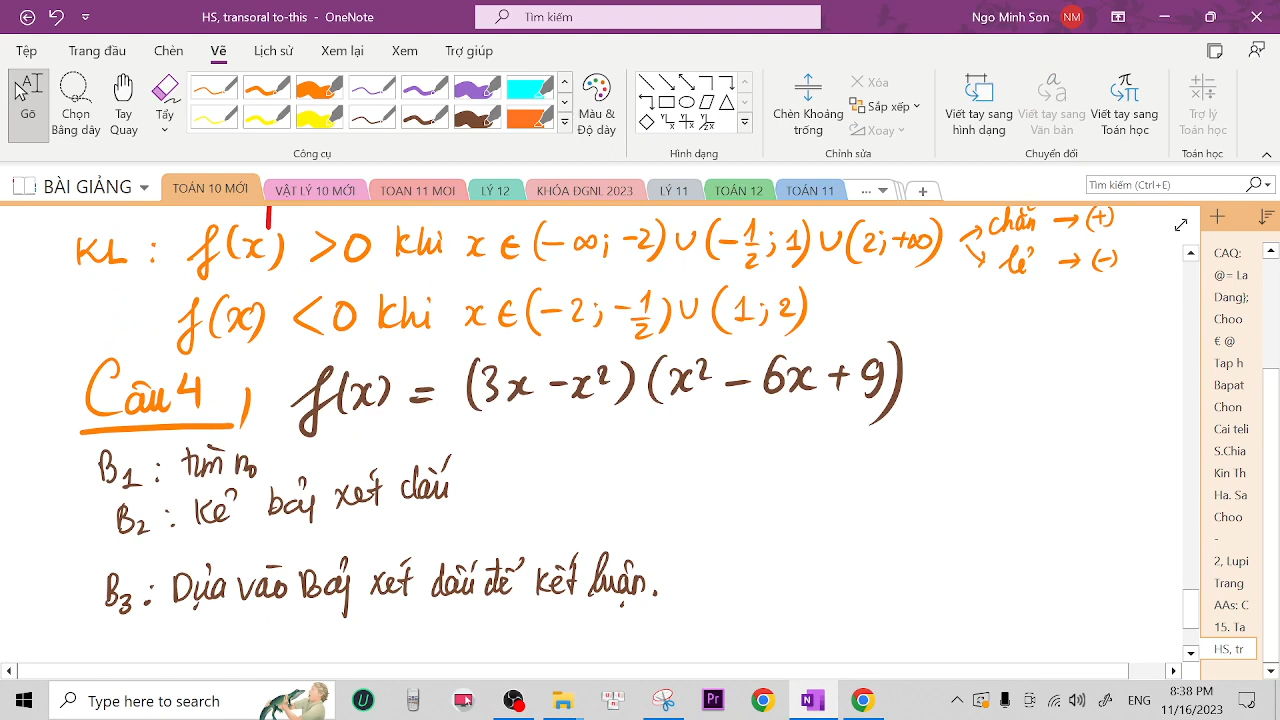 HS, transoral to-this - OneNote
Tìm kiếm
Ngo Minh Son NM
Tệp Trang đầu Chèn Vẽ Lịch sử Xem lại Xem Trợ giúp
Gõ
Chọn Bằng dây
Tay Quay
Tẩy
Màu & Độ dày
Chèn Khoảng trống
Xóa
Sắp xếp
Xoay
Viết tay sang hình dạng
Viết tay sang Văn bản
Viết tay sang Toán học
Trợ lý Toán học
Công cụ Hình dạng Chỉnh sửa Chuyển đổi Toán học
BÀI GIẢNG TOÁN 10 MỚI VẬT LÝ 10 MỚI TOAN 11 MOI LÝ 12 KHÓA ĐGNL 2023 LÝ 11 TOÁN 12 TOÁN 11 ... +
Tìm kiếm (Ctrl+E)
KL : f(x) >0 khi x ∈ (-∞; -2) ∪ (-1/2; 1) ∪ (2; +∞)
chẵn → (+)
lẻ → (-)
f(x) <0 khi x ∈ (-2; -1/2) ∪ (1; 2)
Câu 4, f(x) = (3x - x²)(x² - 6x + 9)
B1 : tìm no
B2 : Kẻ bảng xét dấu
B3 : Dựa vào Bảng xét dấu để kết luận.
CAQ:
@= La
Dang);
Choo
€ @
Tap h
Bapat
Chon
Cai teli
S.Chia
Kin Th
Ha. Sa
Choo
-
2, Lupi
Trang
AAs: C
15. Ta
HS, tr
Type here to search
ENG
8:38 PM
11/16/2023